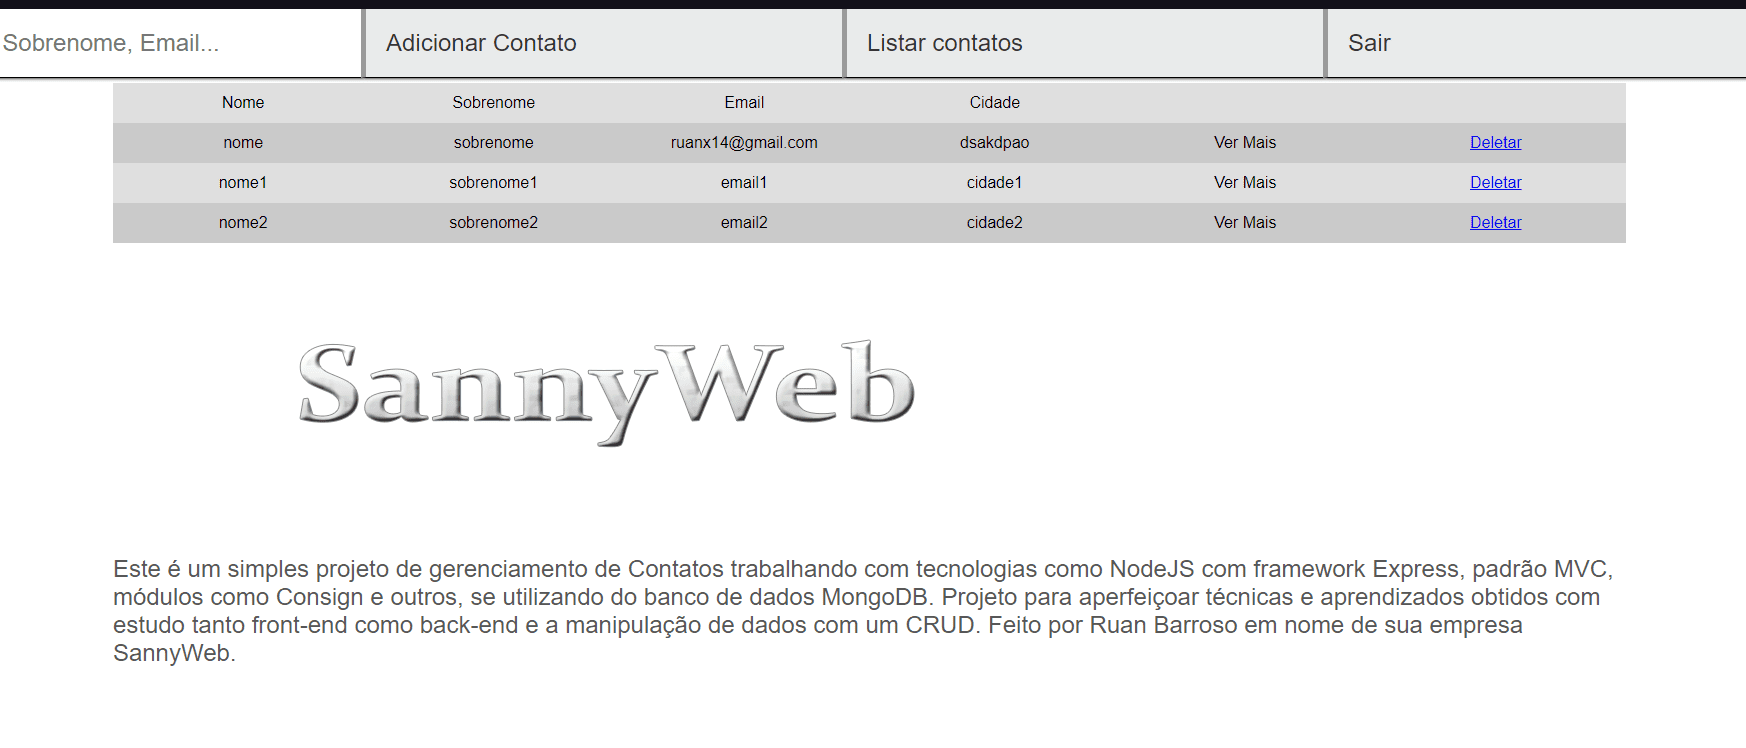 Sobrenome, Email... Adicionar Contato Listar contatos Sair
Nome Sobrenome Email Cidade
nome sobrenome ruanx14@gmail.com dsakdpao Ver Mais Deletar
nome1 sobrenome1 email1 cidade1 Ver Mais Deletar
nome2 sobrenome2 email2 cidade2 Ver Mais Deletar
SannyWeb
Este é um simples projeto de gerenciamento de Contatos trabalhando com tecnologias como NodeJS com framework Express, padrão MVC,
módulos como Consign e outros, se utilizando do banco de dados MongoDB. Projeto para aperfeiçoar técnicas e aprendizados obtidos com
estudo tanto front-end como back-end e a manipulação de dados com um CRUD. Feito por Ruan Barroso em nome de sua empresa
SannyWeb.